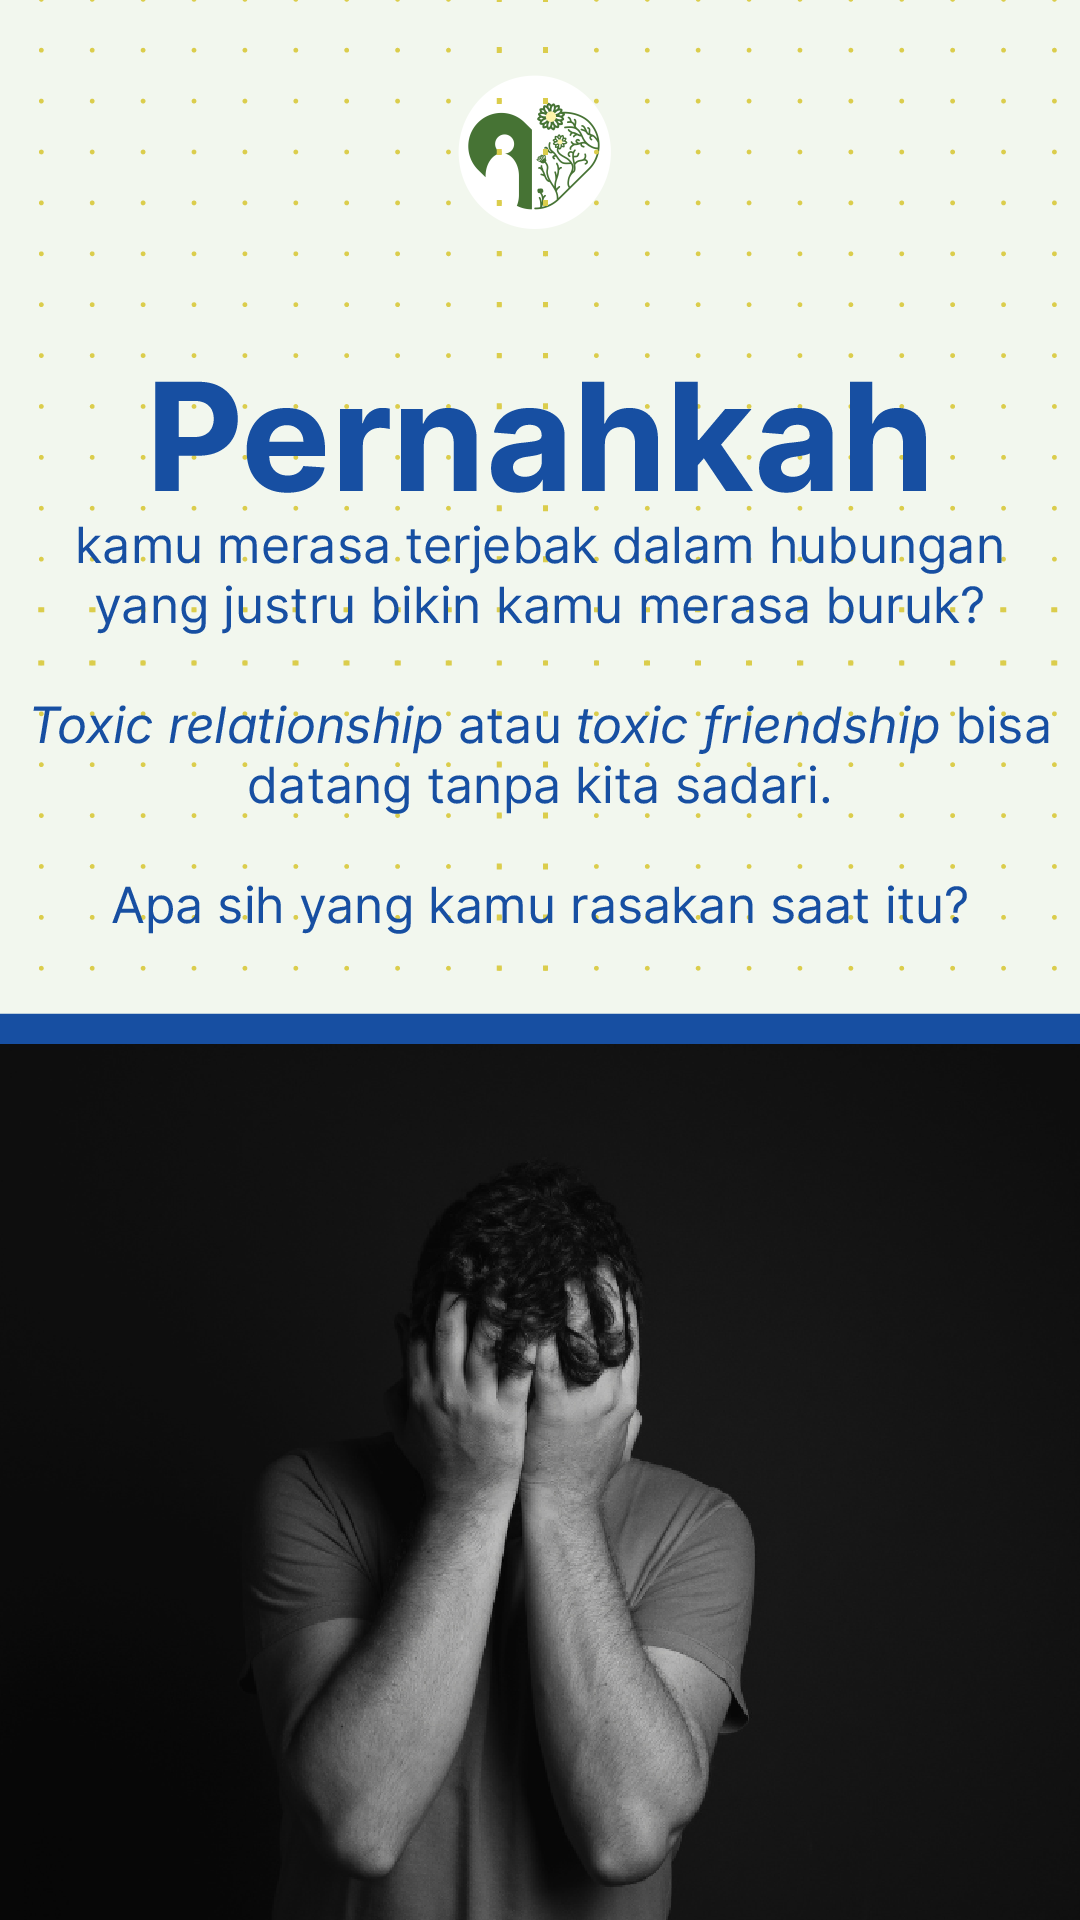 Pernahkah
kamu merasa terjebak dalam hubungan
yang justru bikin kamu merasa buruk?
Toxic relationship atau toxic friendship bisa
datang tanpa kita sadari.
Apa sih yang kamu rasakan saat itu?